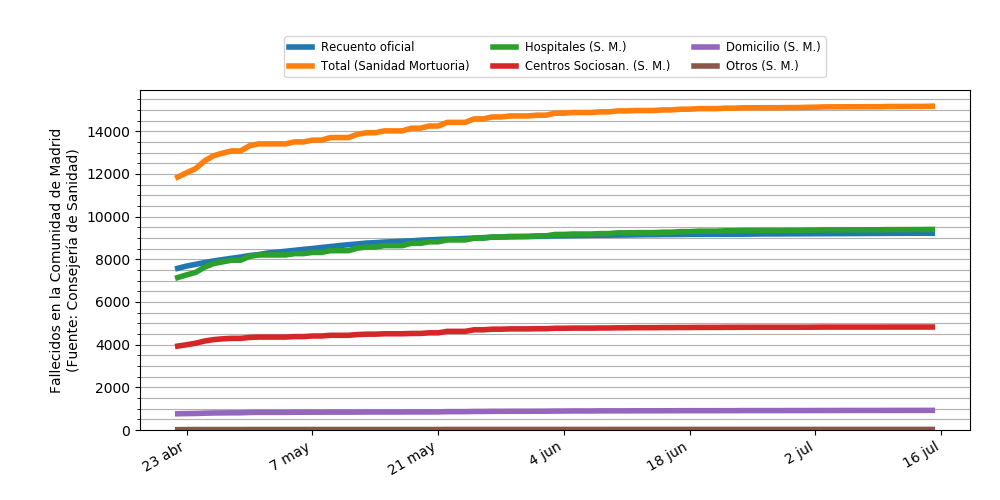 Recuento oficial
Total (Sanidad Mortuoria)
Hospitales (S. M.)
Centros Sociosan. (S. M.)
Domicilio (S. M.)
Otros (S. M.)
Fallecidos en la Comunidad de Madrid
(Fuente: Consejería de Sanidad)
14000
12000
10000
8000
6000
4000
2000
0
23 abr
7 may
21 may
4 jun
18 jun
2 jul
16 jul